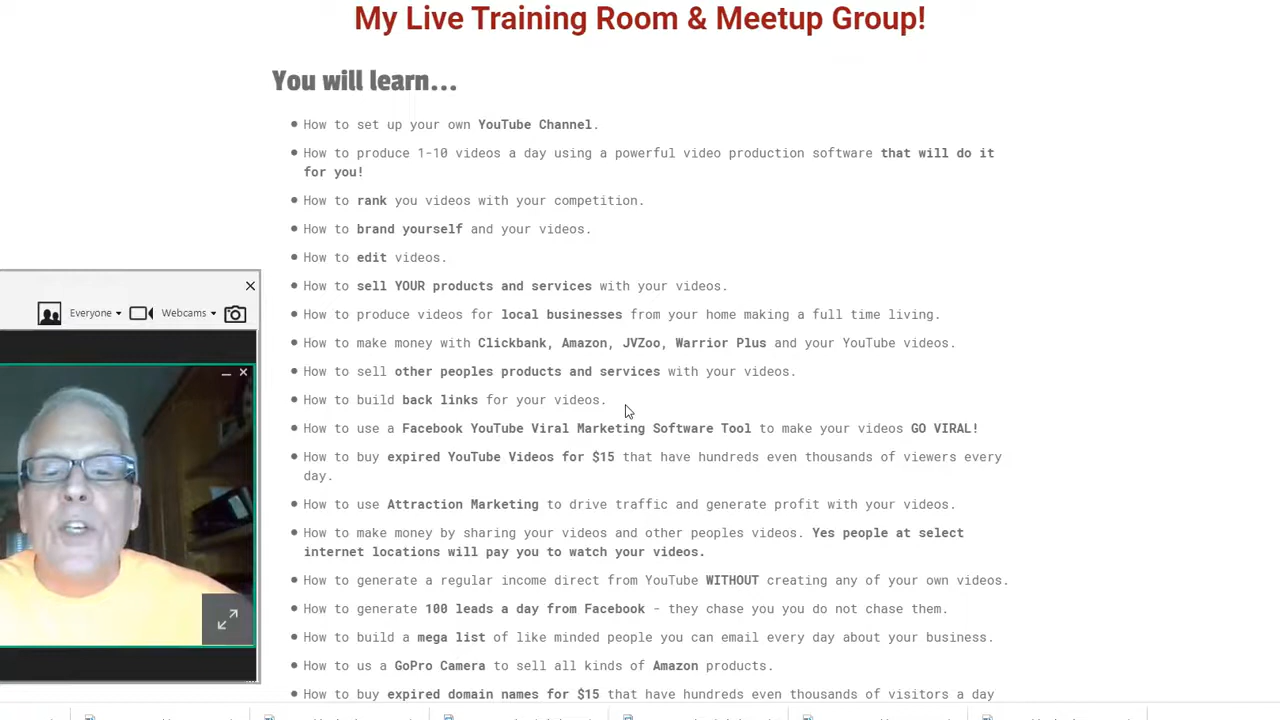 My Live Training Room & Meetup Group!
You will learn...
How to set up your own YouTube Channel.
How to produce 1-10 videos a day using a powerful video production software that will do it
for you!
How to rank you videos with your competition.
How to brand yourself and your videos.
How to edit videos.
Everyone
Webcams
How to sell YOUR products and services with your videos.
How to produce videos for local businesses from your home making a full time living.
How to make money with Clickbank, Amazon, JVZoo, Warrior Plus and your YouTube videos.
How to sell other peoples products and services with your videos.
How to build back links for your videos.
How to use a Facebook YouTube Viral Marketing Software Tool to make your videos GO VIRAL!
How to buy expired YouTube Videos for $15 that have hundreds even thousands of viewers every
day.
How to use Attraction Marketing to drive traffic and generate profit with your videos.
How to make money by sharing your videos and other peoples videos. Yes people at select
internet locations will pay you to watch your videos.
How to generate a regular income direct from YouTube WITHOUT creating any of your own videos.
How to generate 100 leads a day from Facebook - they chase you you do not chase them.
How to build a mega list of like minded people you can email every day about your business.
How to us a GoPro Camera to sell all kinds of Amazon products.
How to buy expired domain names for $15 that have hundreds even thousands of visitors a day